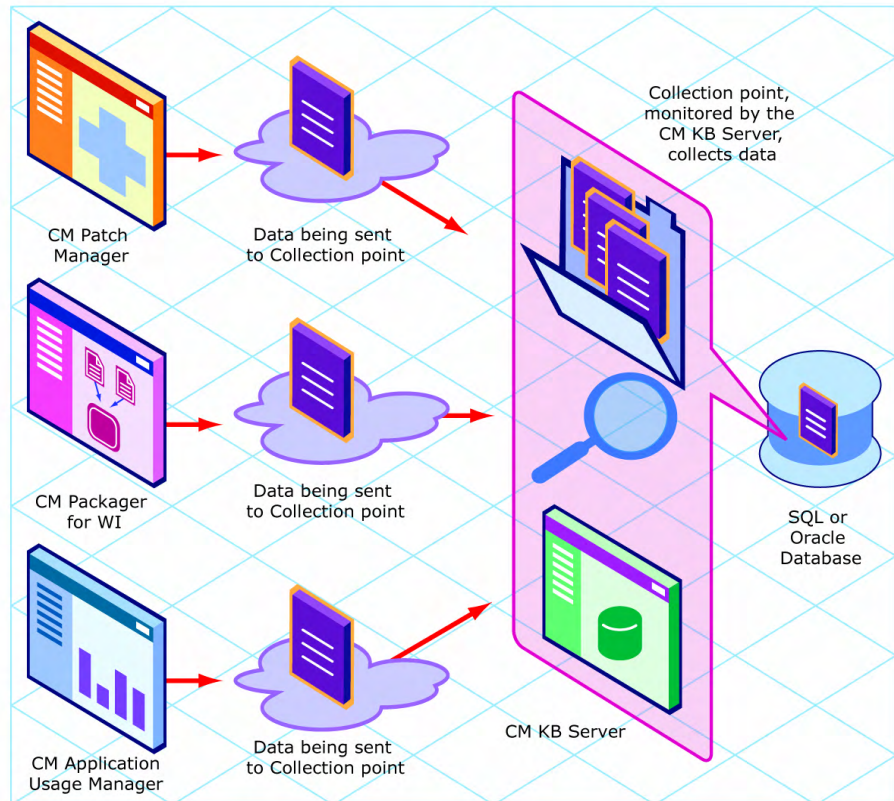 Collection point,
monitored by the
CM KB Server,
collects data
CM Patch
Manager
Data being sent
to Collection point
CM Packager
for WI
Data being sent
to Collection point
SQL or
Oracle
Database
CM Application
Usage Manager
Data being sent
to Collection point
CM KB Server